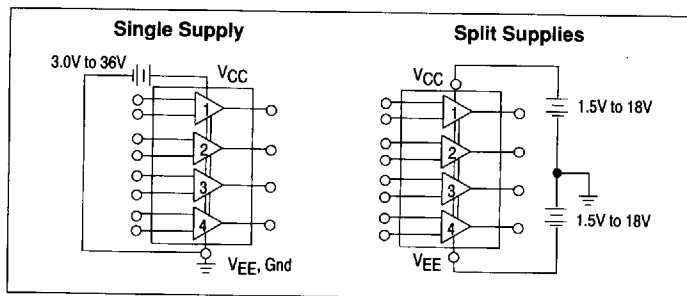 Single Supply
3.0V to 36V
VCC
1
2
3
4
VEE, Gnd
Split Supplies
VCC
1
2
3
4
VEE
1.5V to 18V
1.5V to 18V